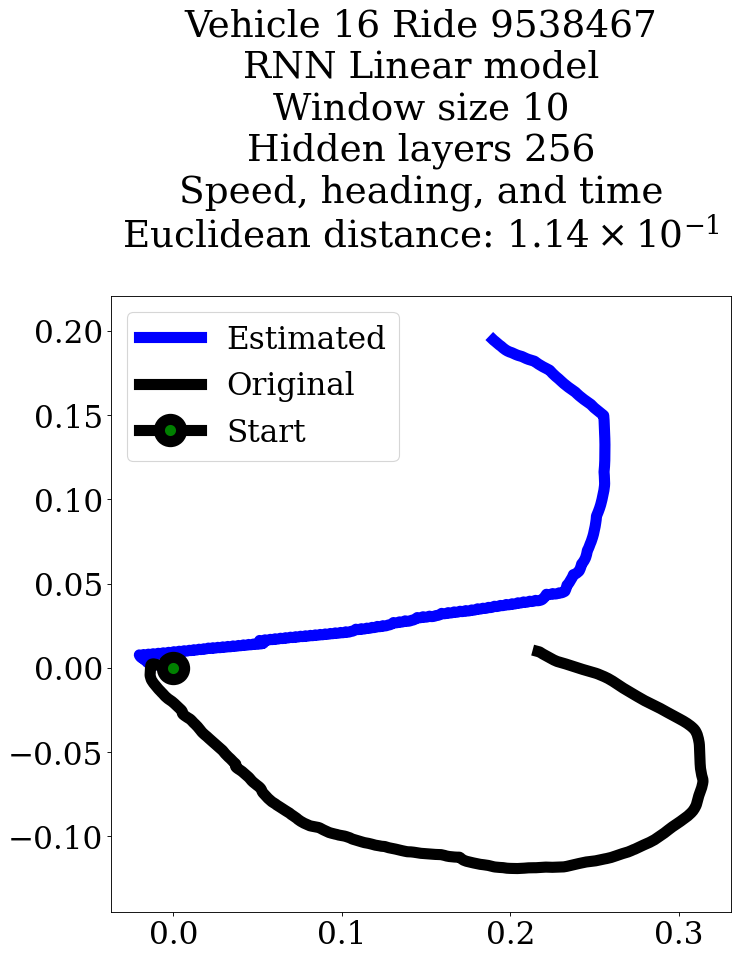 Vehicle 16 Ride 9538467
RNN Linear model
Window size 10
Hidden layers 256
Speed, heading, and time
Euclidean distance: 1.14 × 10⁻¹
Estimated
Original
Start
0.20
0.15
0.10
0.05
0.00
−0.05
−0.10
0.0 0.1 0.2 0.3